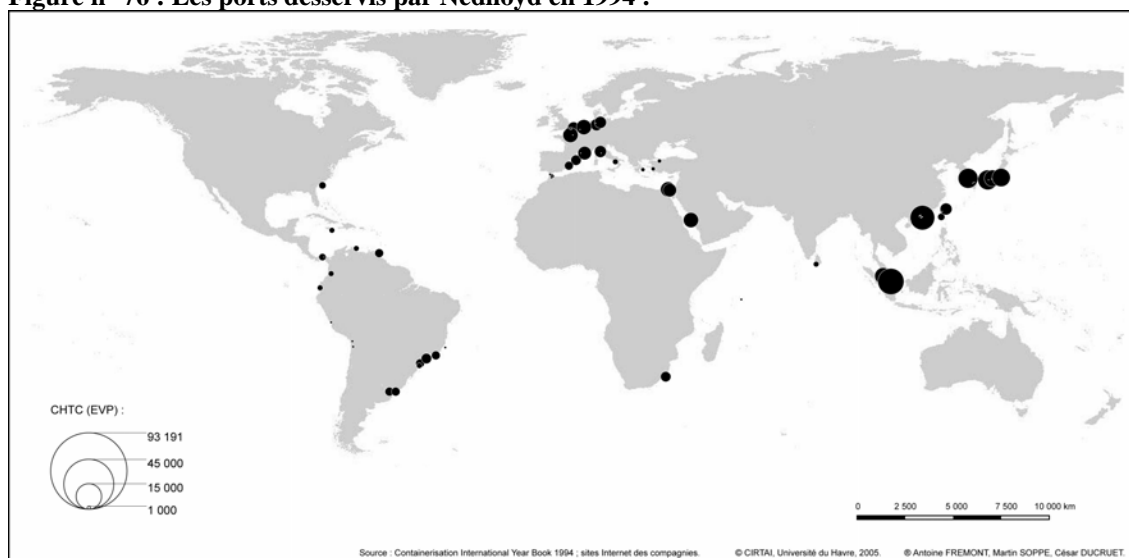 Figure n° 76 : Les ports desservis par Nedlloyd en 1994 :
CHTC (EVP) :
93 191
45 000
15 000
1 000
0 2 500 5 000 7 500 10 000 km
Source : Containerisation International Year Book 1994 ; sites Internet des compagnies. © CIRTAI, Université du Havre, 2005. ® Antoine FREMONT, Martin SOPPE, César DUCRUET.